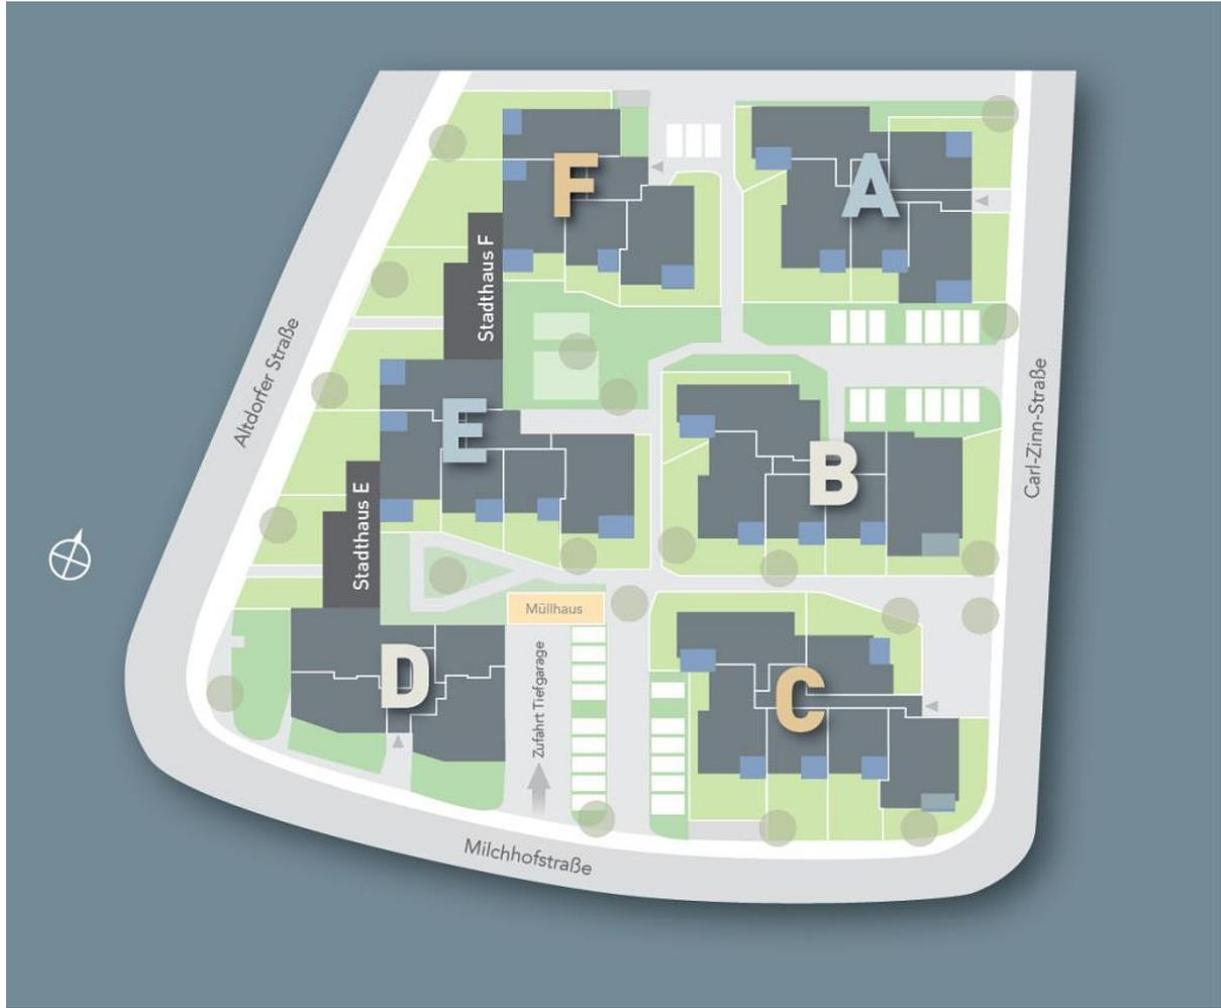 F
A
Stadthaus F
Altdorfer Straße
E
B
Carl-Zinn-Straße
Stadthaus E
Müllhaus
D
Zufahrt Tiefgarage
C
Milchhofstraße